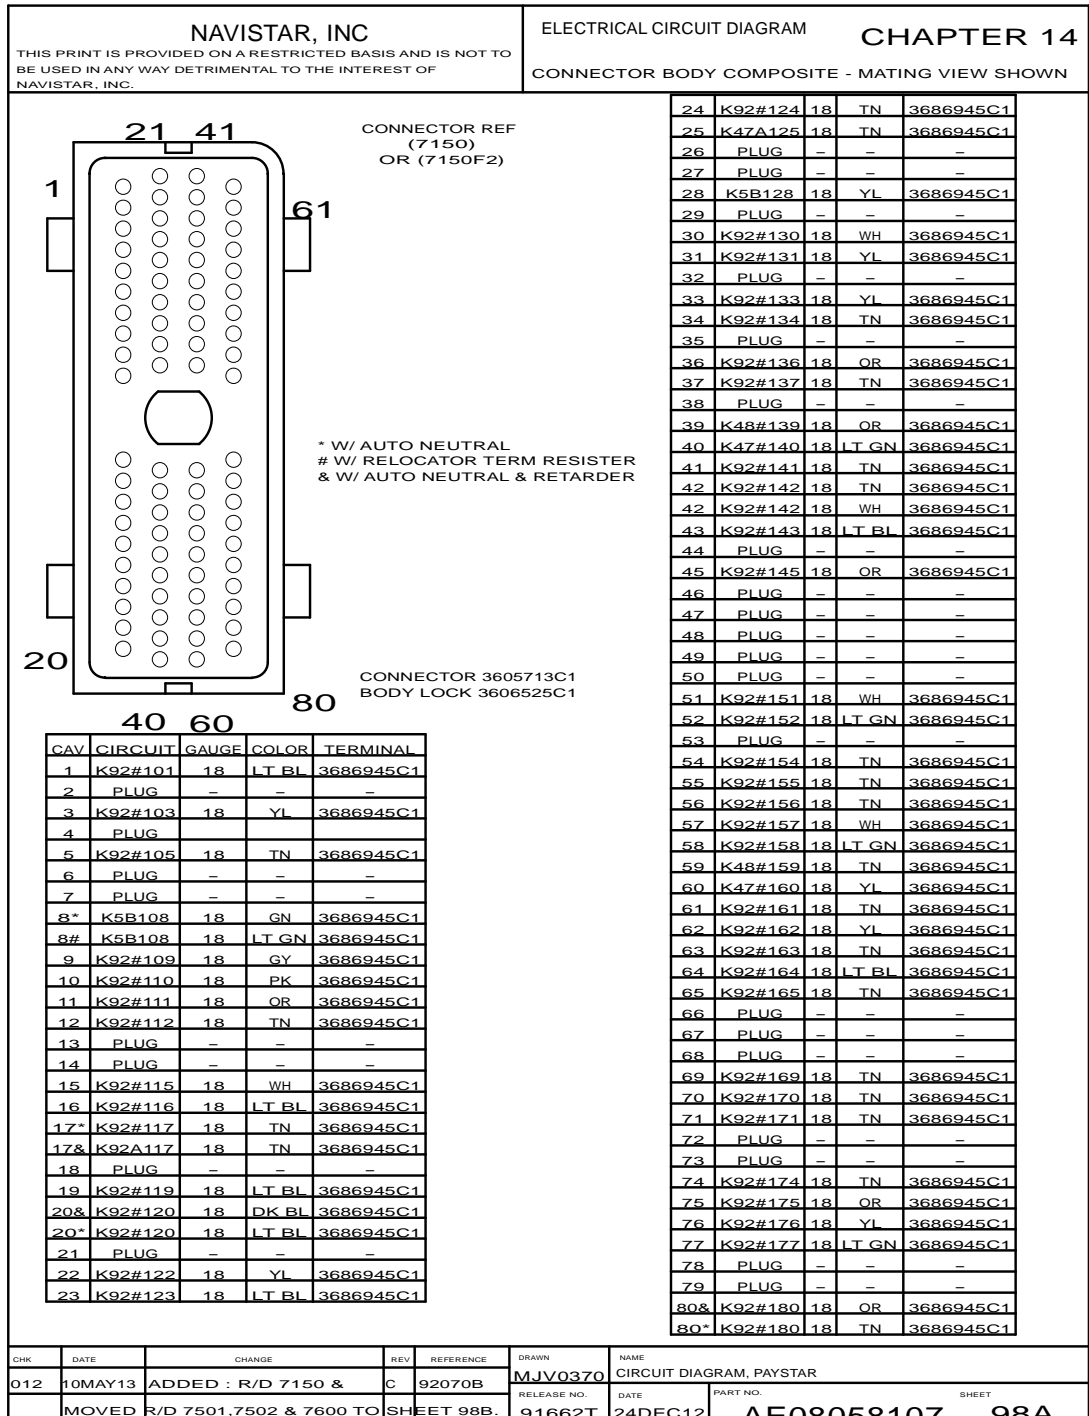 NAVISTAR, INC
THIS PRINT IS PROVIDED ON A RESTRICTED BASIS AND IS NOT TO
BE USED IN ANY WAY DETRIMENTAL TO THE INTEREST OF
NAVISTAR, INC.
ELECTRICAL CIRCUIT DIAGRAM
CHAPTER 14
CONNECTOR BODY COMPOSITE - MATING VIEW SHOWN
21 41
1
61
CONNECTOR REF
(7150)
OR (7150F2)
* W/ AUTO NEUTRAL
# W/ RELOCATOR TERM RESISTER
& W/ AUTO NEUTRAL & RETARDER
20
80
40 60
CONNECTOR 3605713C1
BODY LOCK 3606525C1
CAV CIRCUIT GAUGE COLOR TERMINAL
1 K92#101 18 LT BL 3686945C1
2 PLUG – – –
3 K92#103 18 YL 3686945C1
4 PLUG
5 K92#105 18 TN 3686945C1
6 PLUG – – –
7 PLUG – – –
8* K5B108 18 GN 3686945C1
8# K5B108 18 LT GN 3686945C1
9 K92#109 18 GY 3686945C1
10 K92#110 18 PK 3686945C1
11 K92#111 18 OR 3686945C1
12 K92#112 18 TN 3686945C1
13 PLUG – – –
14 PLUG – – –
15 K92#115 18 WH 3686945C1
16 K92#116 18 LT BL 3686945C1
17* K92#117 18 TN 3686945C1
17& K92A117 18 TN 3686945C1
18 PLUG – – –
19 K92#119 18 LT BL 3686945C1
20& K92#120 18 DK BL 3686945C1
20* K92#120 18 LT BL 3686945C1
21 PLUG – – –
22 K92#122 18 YL 3686945C1
23 K92#123 18 LT BL 3686945C1
24 K92#124 18 TN 3686945C1
25 K47A125 18 TN 3686945C1
26 PLUG – – –
27 PLUG – – –
28 K5B128 18 YL 3686945C1
29 PLUG – – –
30 K92#130 18 WH 3686945C1
31 K92#131 18 YL 3686945C1
32 PLUG – – –
33 K92#133 18 YL 3686945C1
34 K92#134 18 TN 3686945C1
35 PLUG – – –
36 K92#136 18 OR 3686945C1
37 K92#137 18 TN 3686945C1
38 PLUG – – –
39 K48#139 18 OR 3686945C1
40 K47#140 18 LT GN 3686945C1
41 K92#141 18 TN 3686945C1
42 K92#142 18 TN 3686945C1
42 K92#142 18 WH 3686945C1
43 K92#143 18 LT BL 3686945C1
44 PLUG – – –
45 K92#145 18 OR 3686945C1
46 PLUG – – –
47 PLUG – – –
48 PLUG – – –
49 PLUG – – –
50 PLUG – – –
51 K92#151 18 WH 3686945C1
52 K92#152 18 LT GN 3686945C1
53 PLUG – – –
54 K92#154 18 TN 3686945C1
55 K92#155 18 TN 3686945C1
56 K92#156 18 TN 3686945C1
57 K92#157 18 WH 3686945C1
58 K92#158 18 LT GN 3686945C1
59 K48#159 18 TN 3686945C1
60 K47#160 18 YL 3686945C1
61 K92#161 18 TN 3686945C1
62 K92#162 18 YL 3686945C1
63 K92#163 18 TN 3686945C1
64 K92#164 18 LT BL 3686945C1
65 K92#165 18 TN 3686945C1
66 PLUG – – –
67 PLUG – – –
68 PLUG – – –
69 K92#169 18 TN 3686945C1
70 K92#170 18 TN 3686945C1
71 K92#171 18 TN 3686945C1
72 PLUG – – –
73 PLUG – – –
74 K92#174 18 TN 3686945C1
75 K92#175 18 OR 3686945C1
76 K92#176 18 YL 3686945C1
77 K92#177 18 LT GN 3686945C1
78 PLUG – – –
79 PLUG – – –
80& K92#180 18 OR 3686945C1
80* K92#180 18 TN 3686945C1
CHK DATE CHANGE REV REFERENCE DRAWN NAME
012 10MAY13 ADDED : R/D 7150 & C 92070B MJV0370 CIRCUIT DIAGRAM, PAYSTAR
RELEASE NO. DATE PART NO. SHEET
MOVED R/D 7501,7502 & 7600 TO SHEET 98B. 91662T 24DEC12 AE08058107 98A